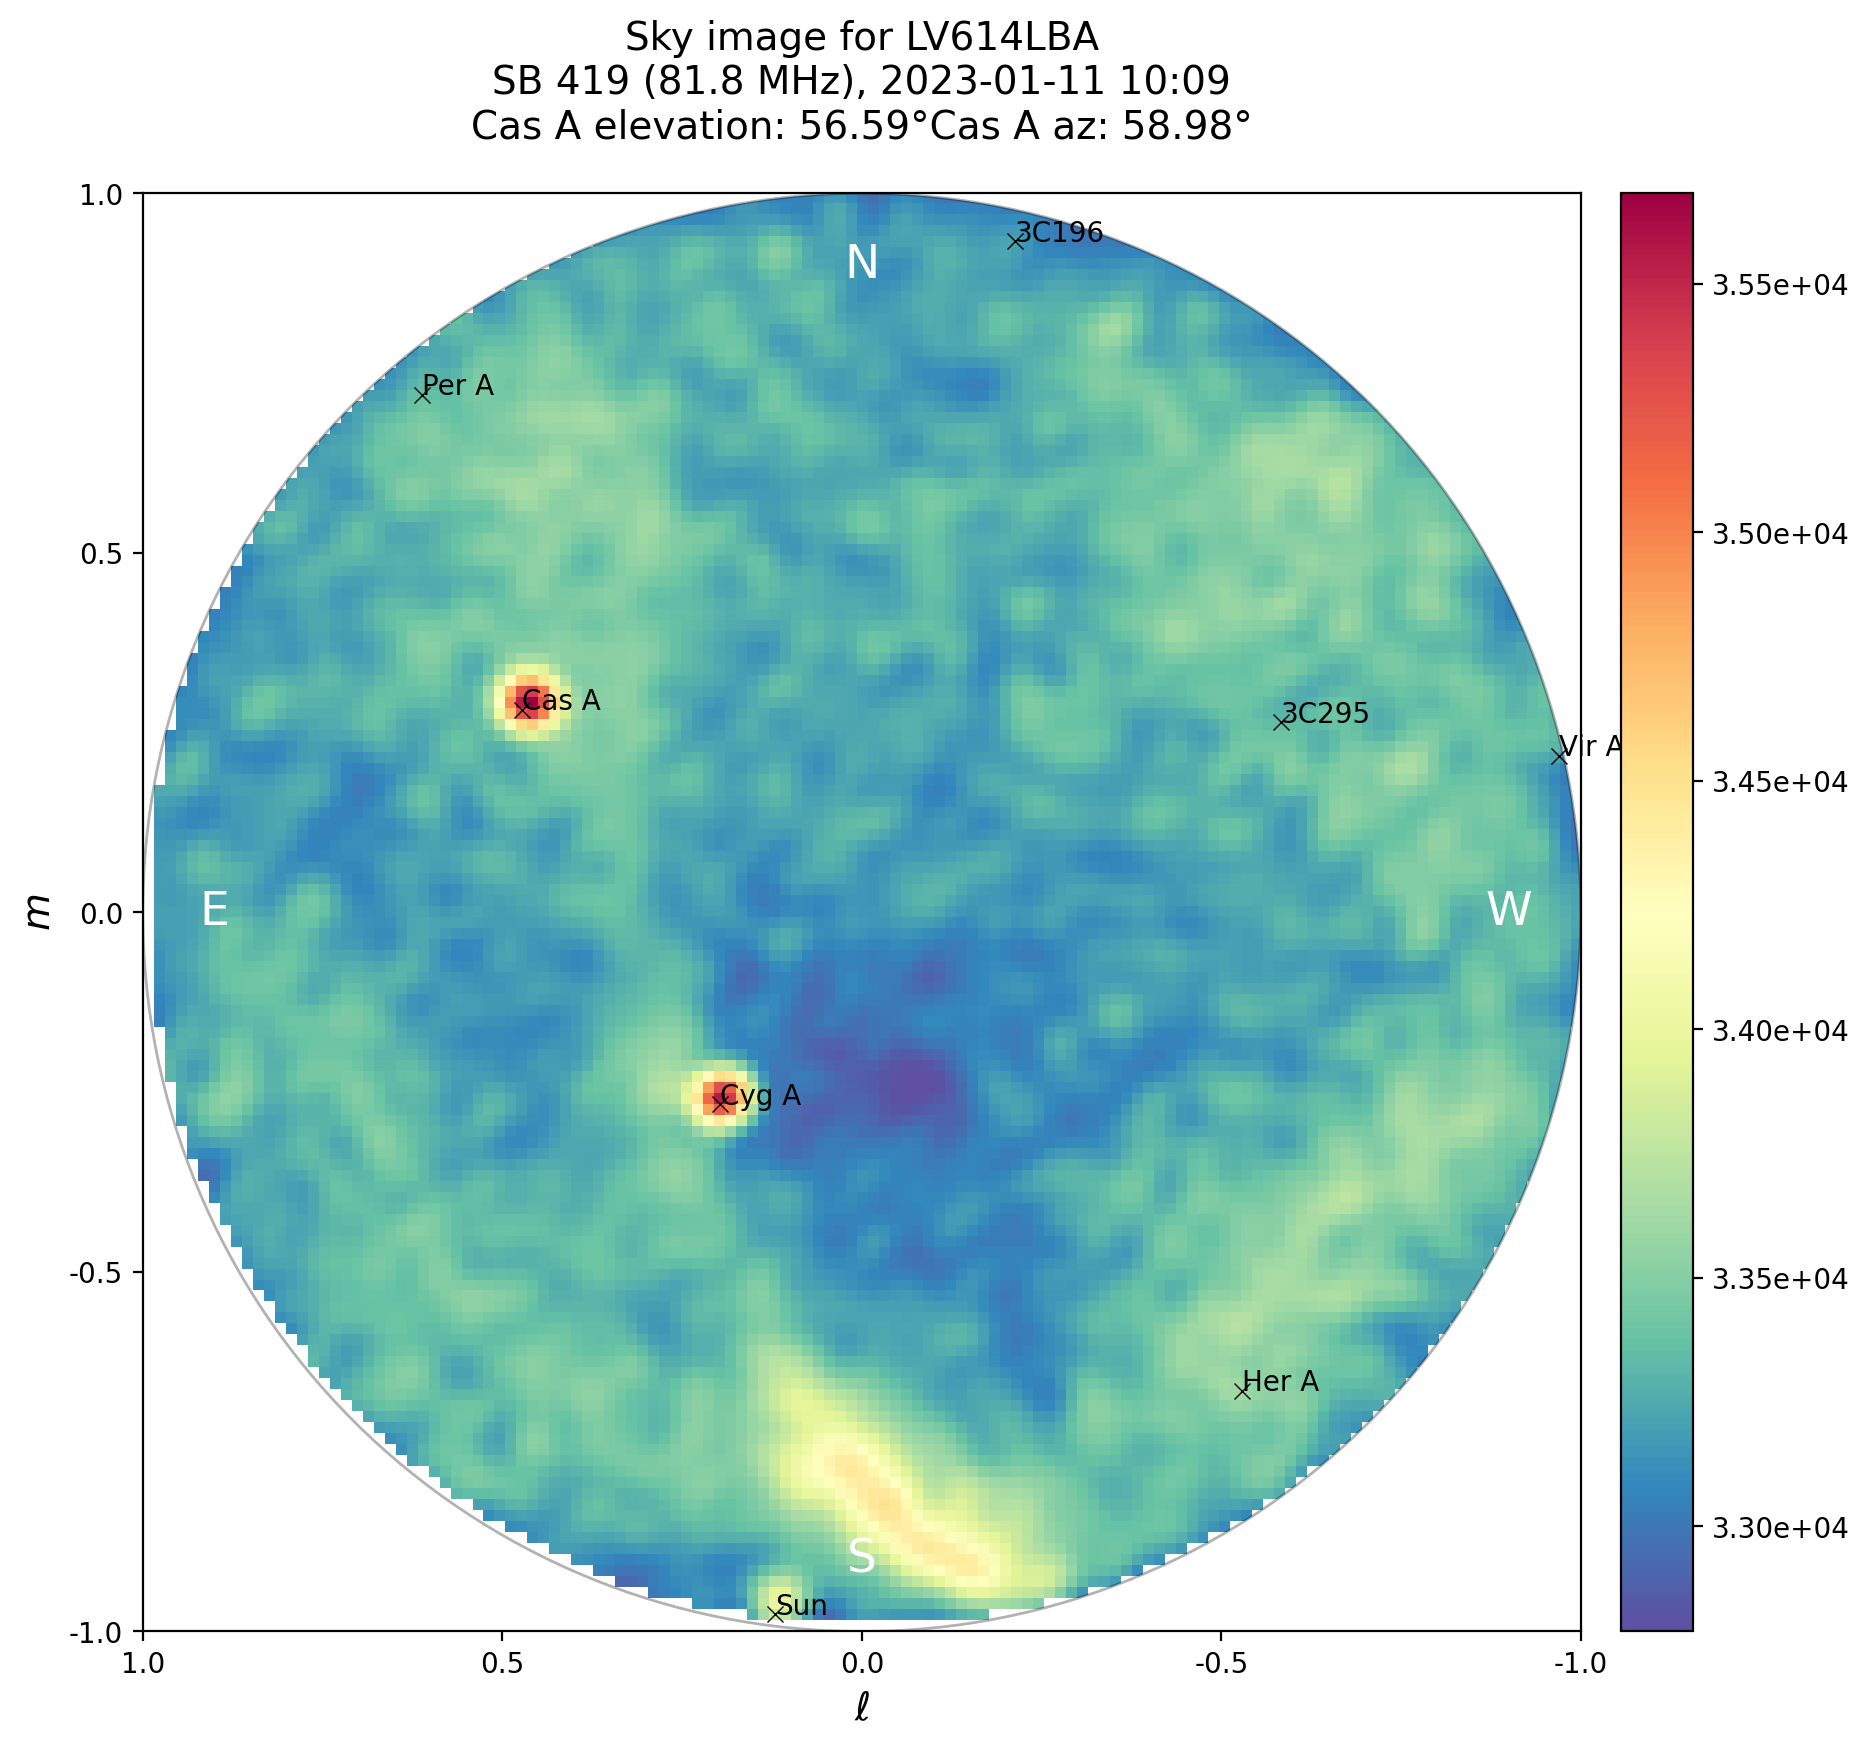 Sky image for LV614LBA
SB 419 (81.8 MHz), 2023-01-11 10:09
Cas A elevation: 56.59°Cas A az: 58.98°
1.0
0.5
0.0
-0.5
-1.0
m
N
3C196
Per A
Cas A
3C295
Vir A
E
W
Cyg A
Her A
S
Sun
1.0
0.5
0.0
-0.5
-1.0
ℓ
3.55e+04
3.50e+04
3.45e+04
3.40e+04
3.35e+04
3.30e+04